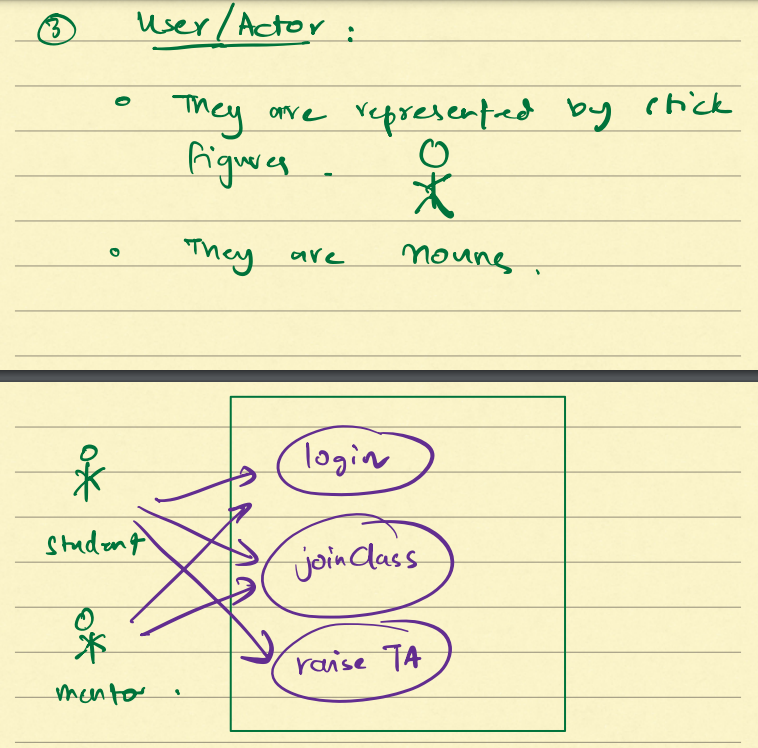 ③ User/Actor :
• They are represented by stick
figures.
• They are nouns.
login
student
joinClass
raise TA
mentor.